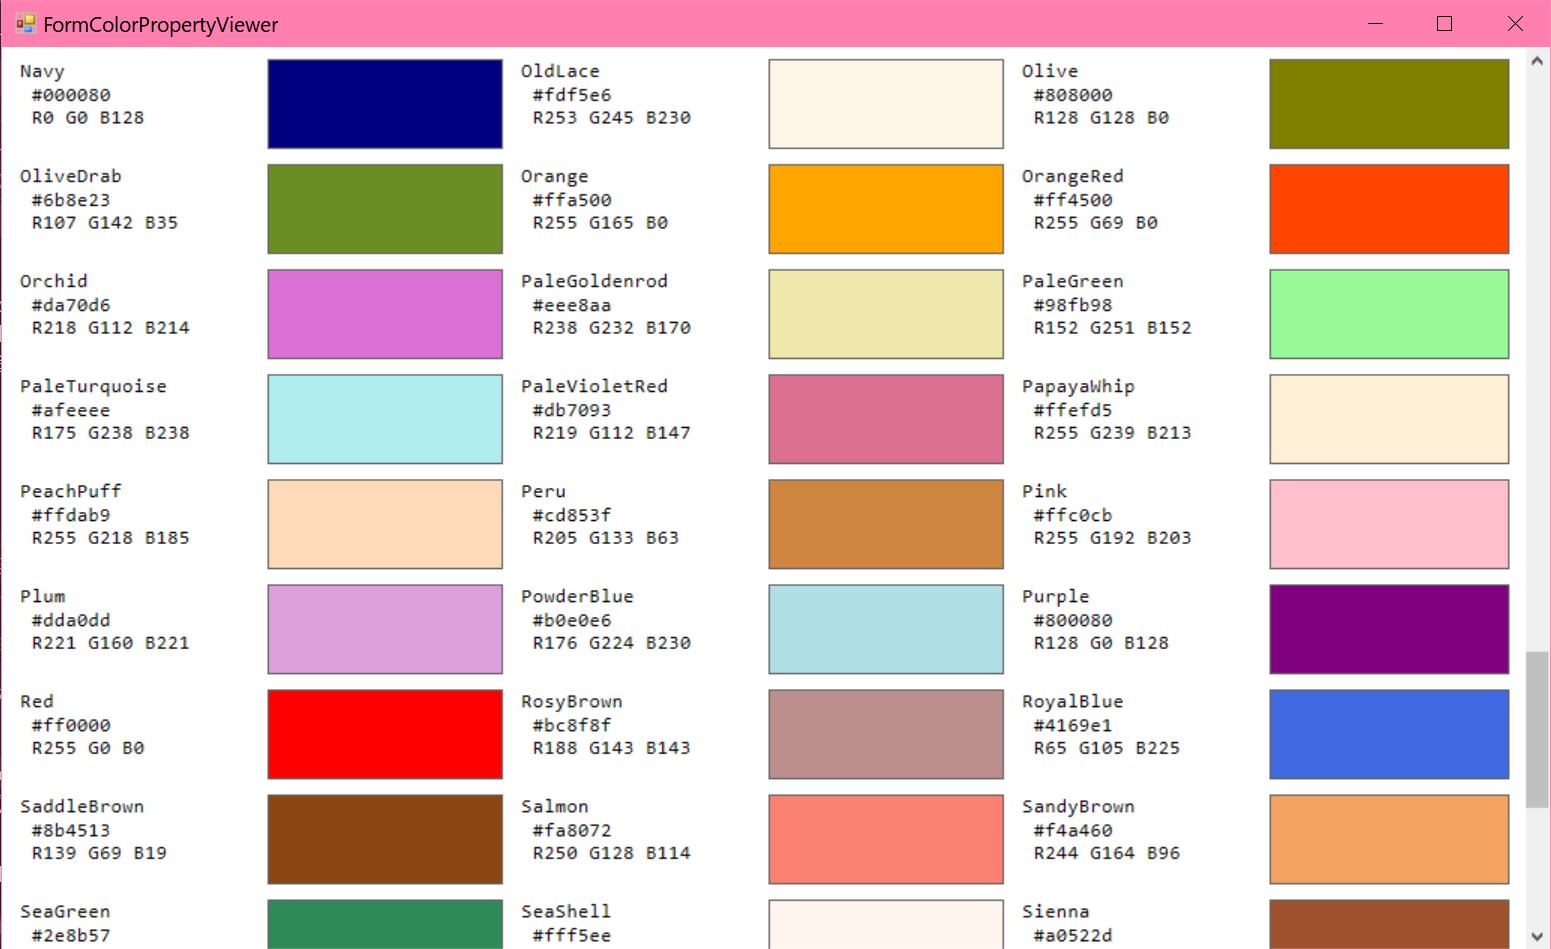 FormColorPropertyViewer
Navy
#000080
R0 G0 B128
OldLace
#fdf5e6
R253 G245 B230
Olive
#808000
R128 G128 B0
OliveDrab
#6b8e23
R107 G142 B35
Orange
#ffa500
R255 G165 B0
OrangeRed
#ff4500
R255 G69 B0
Orchid
#da70d6
R218 G112 B214
PaleGoldenrod
#eee8aa
R238 G232 B170
PaleGreen
#98fb98
R152 G251 B152
PaleTurquoise
#afeeee
R175 G238 B238
PaleVioletRed
#db7093
R219 G112 B147
PapayaWhip
#ffefd5
R255 G239 B213
PeachPuff
#ffdab9
R255 G218 B185
Peru
#cd853f
R205 G133 B63
Pink
#ffc0cb
R255 G192 B203
Plum
#dda0dd
R221 G160 B221
PowderBlue
#b0e0e6
R176 G224 B230
Purple
#800080
R128 G0 B128
Red
#ff0000
R255 G0 B0
RosyBrown
#bc8f8f
R188 G143 B143
RoyalBlue
#4169e1
R65 G105 B225
SaddleBrown
#8b4513
R139 G69 B19
Salmon
#fa8072
R250 G128 B114
SandyBrown
#f4a460
R244 G164 B96
SeaGreen
#2e8b57
SeaShell
#fff5ee
Sienna
#a0522d